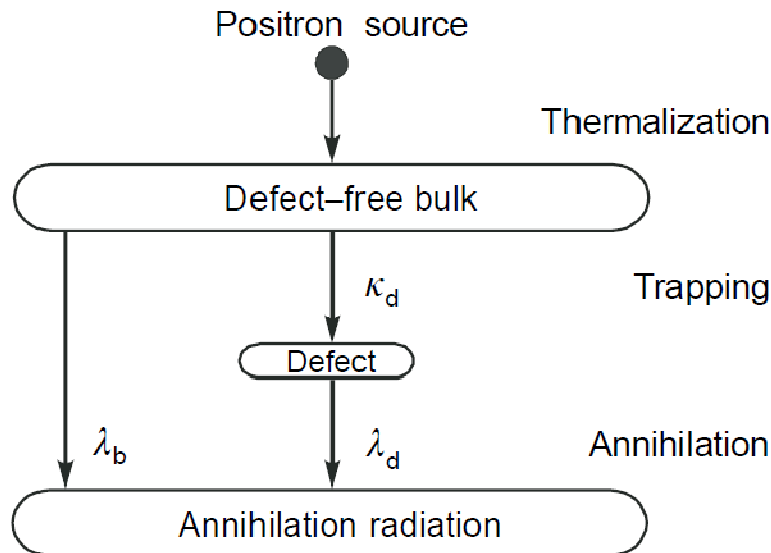 Positron source
Thermalization
Defect–free bulk
κd
Trapping
Defect
λb
λd
Annihilation
Annihilation radiation